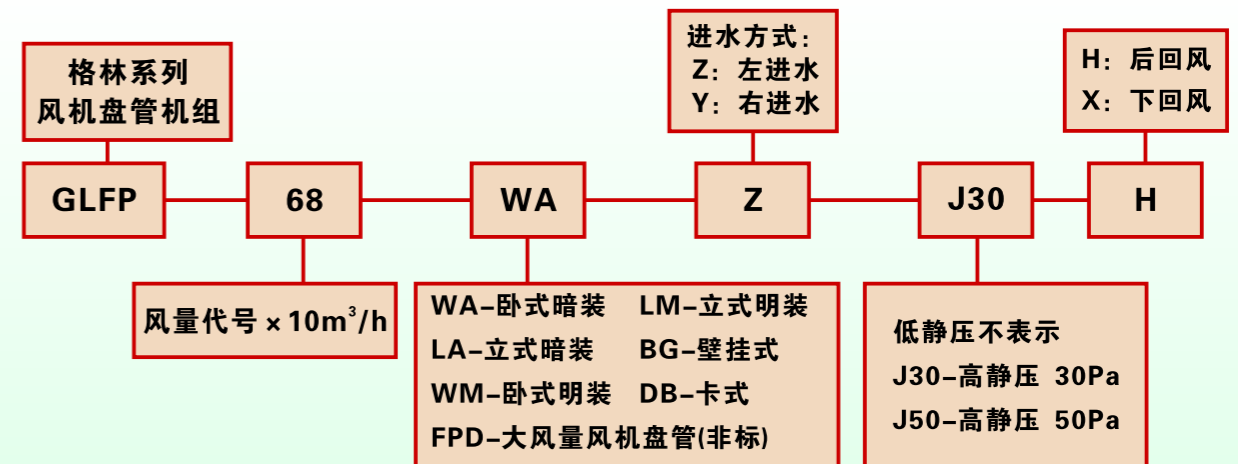 格林系列
风机盘管机组
进水方式：
Z：左进水
Y：右进水
H：后回风
X：下回风
GLFP
68
WA
Z
J30
H
风量代号×10m³/h
WA–卧式暗装 LM–立式明装
LA–立式暗装 BG–壁挂式
WM–卧式明装 DB–卡式
FPD–大风量风机盘管(非标)
低静压不表示
J30–高静压 30Pa
J50–高静压 50Pa